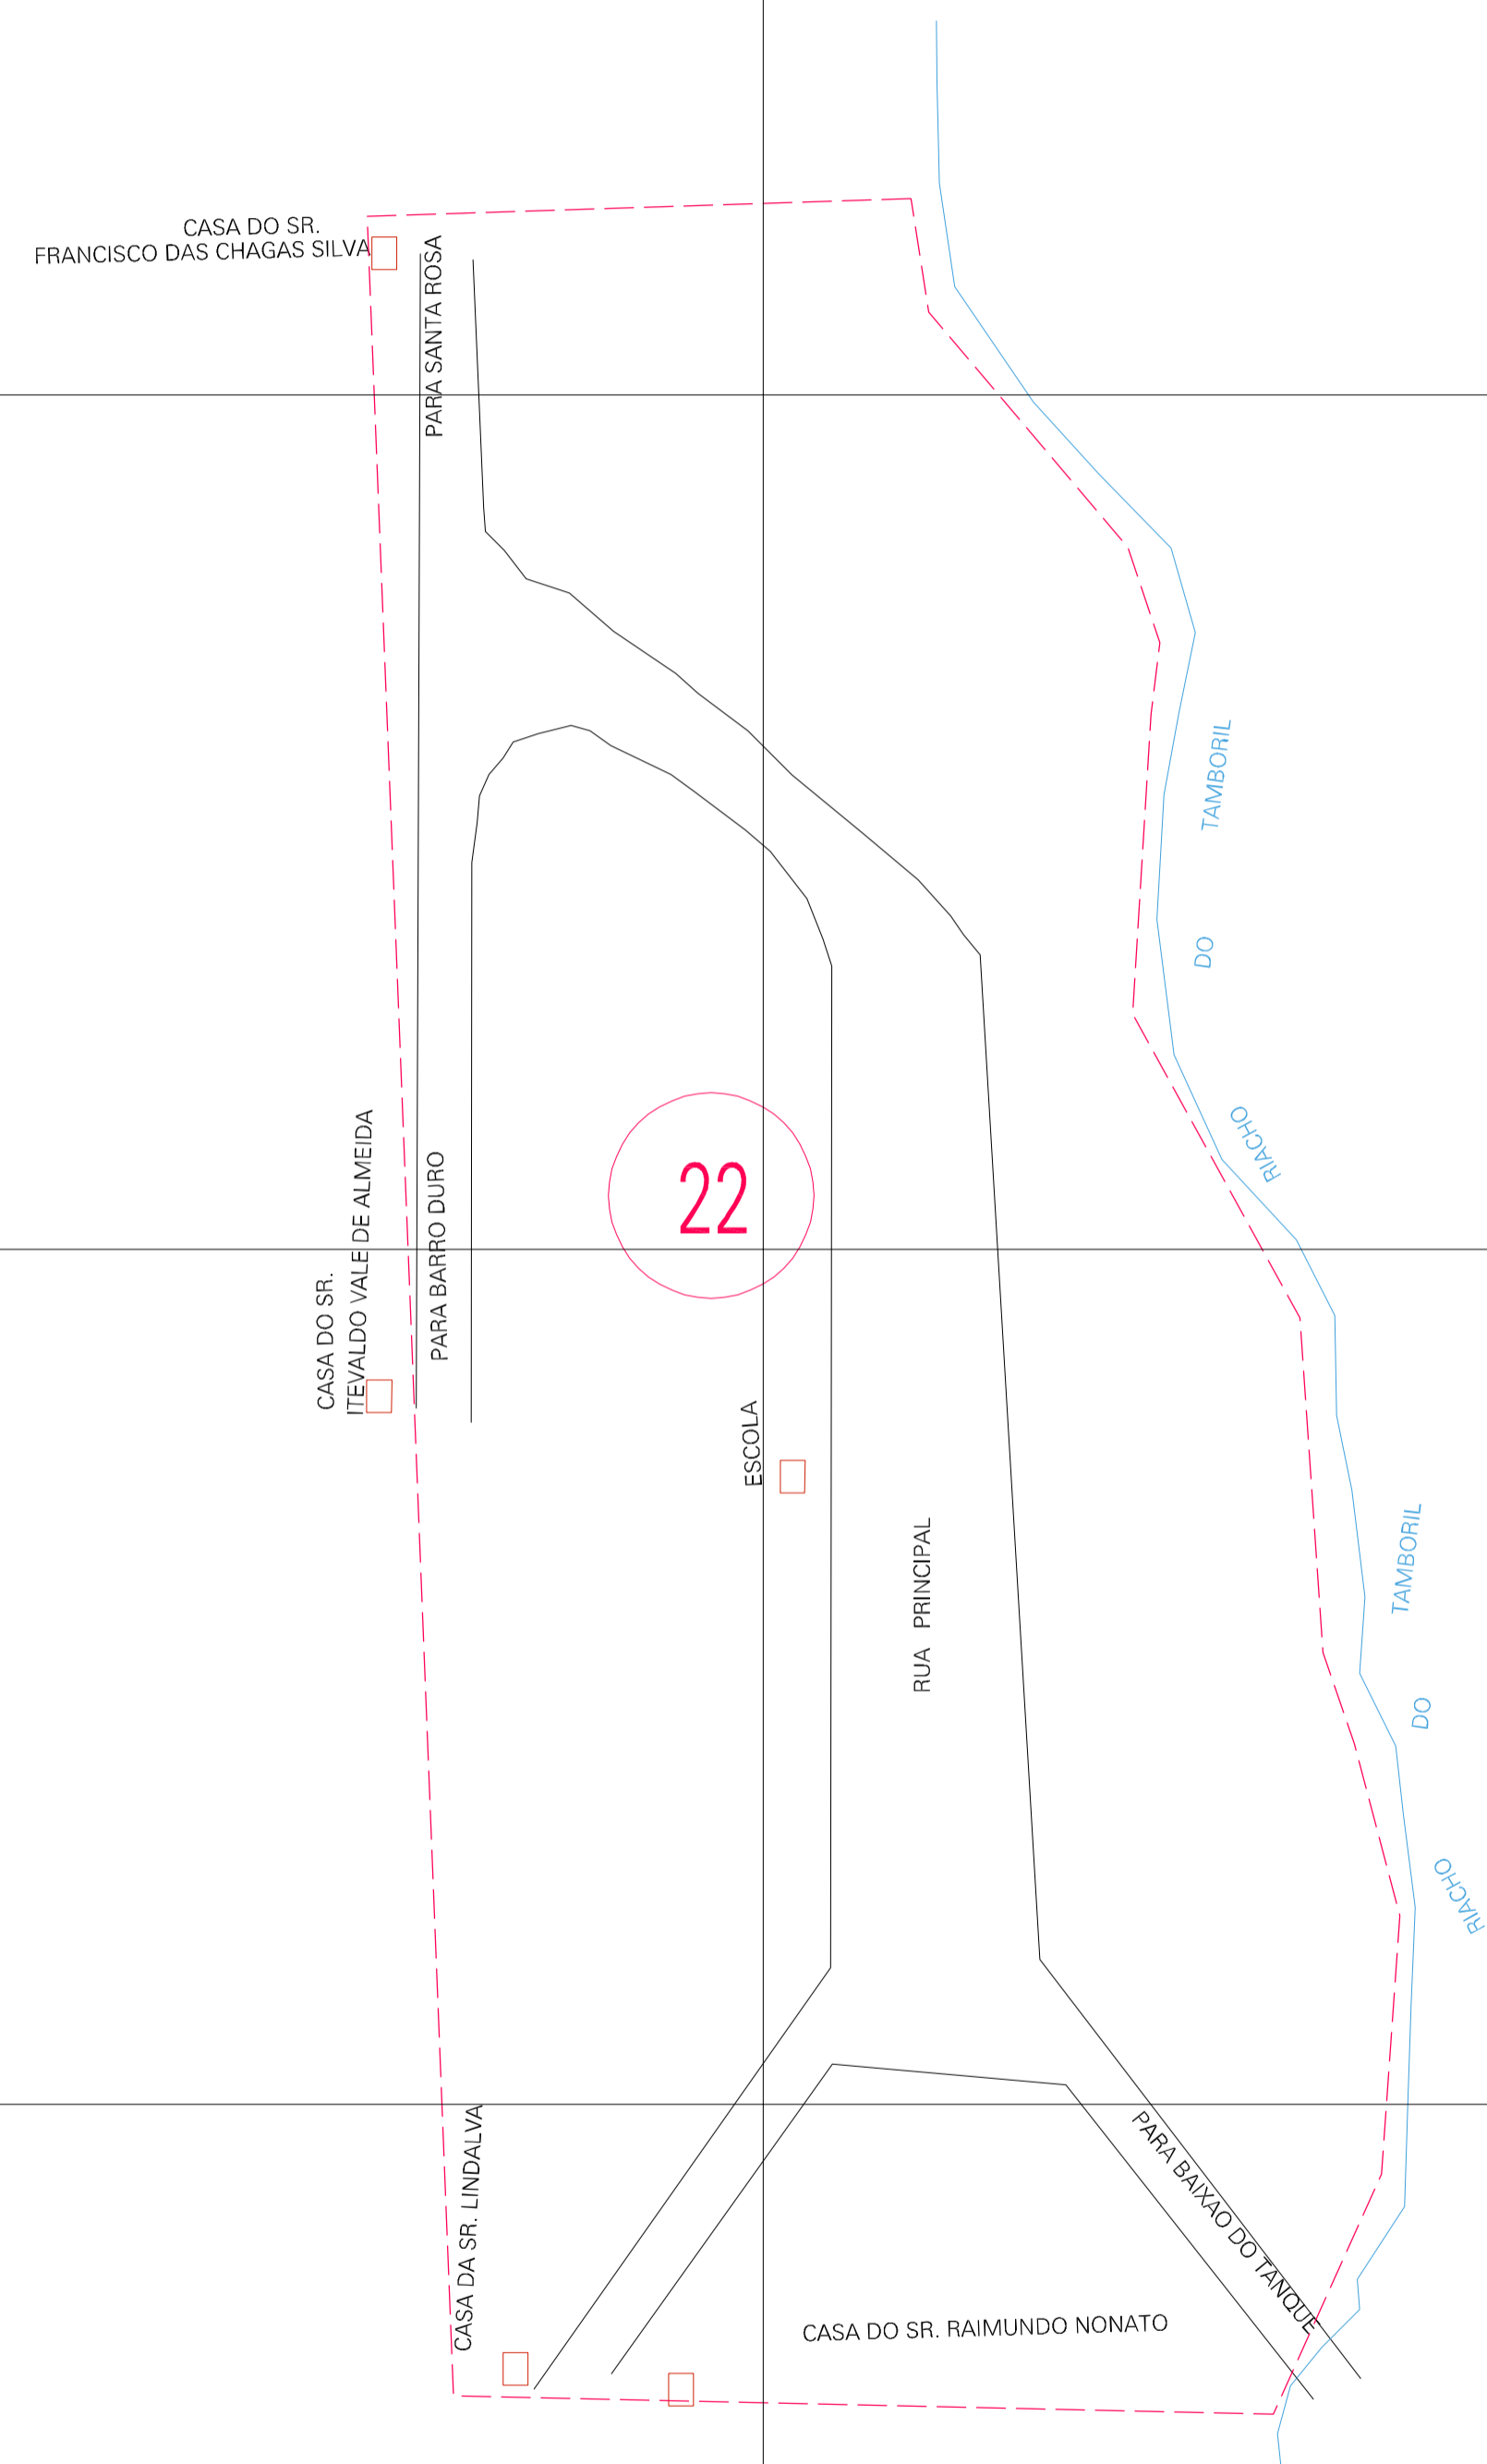 CASA DO SR.
FRANCISCO DAS CHAGAS SILVA
PARA SANTA ROSA
TAMBORIL
DO
RIACHO
CASA DO SR.
ITEVALDO VALE DE ALMEIDA
PARA BARRO DURO
22
ESCOLA
RUA PRINCIPAL
TAMBORIL
DO
RIACHO
CASA DA SR. LINDALVA
PARA BAIXAO DO TANQUE
CASA DO SR. RAIMUNDO NONATO